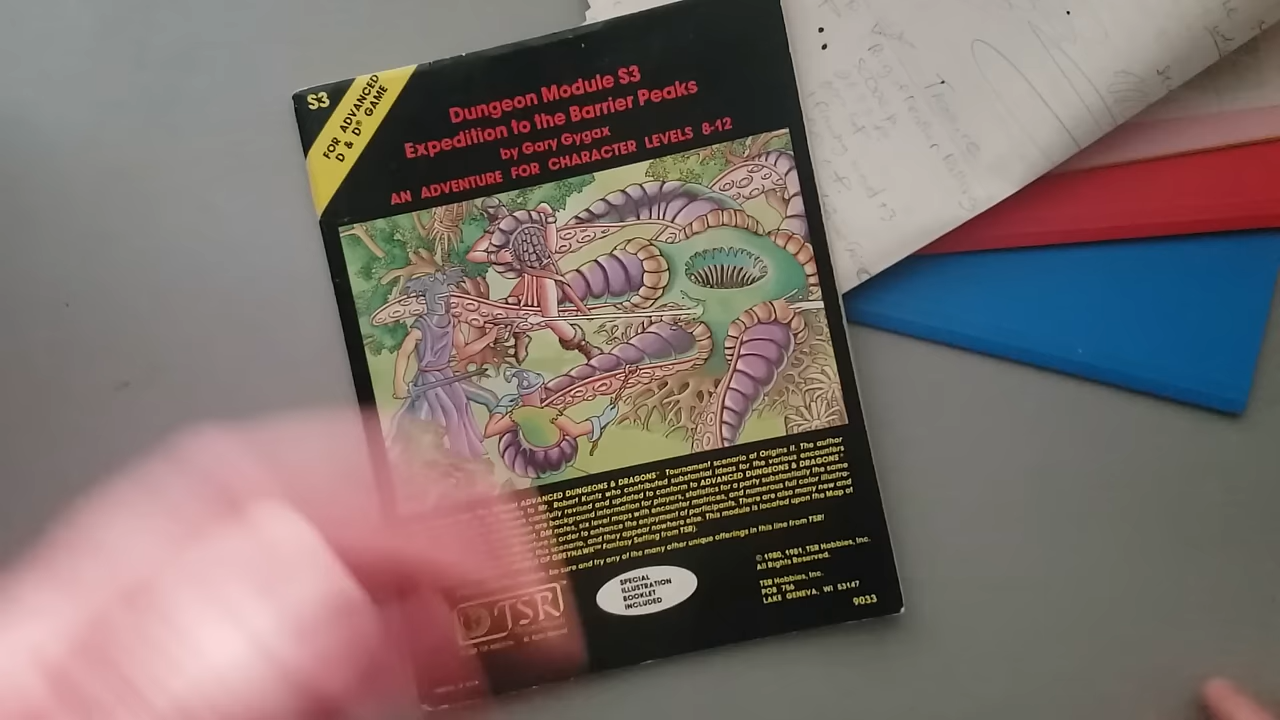 S3
FOR ADVANCED
D & D® GAME
Dungeon Module S3
Expedition to the Barrier Peaks
by Gary Gygax
AN ADVENTURE FOR CHARACTER LEVELS 8-12
ADVANCED DUNGEONS & DRAGONS® Tournament scenario at Origins II. The author
to Mr. Robert Kuntz who contributed substantial ideas for the various encounters
carefully revised and updated to conform to ADVANCED DUNGEONS & DRAGONS®
are background information for players, statistics for a party substantially the same
DM notes, six level maps with encounter matrices, and numerous full color illustra-
in order to enhance the enjoyment of participants. There are also many new and
this scenario, and they appear nowhere else. This module is located upon the Map of
OF GREYHAWK™ Fantasy Setting from TSR).
be sure and try any of the many other unique offerings in this line from TSR!
TSR
SPECIAL
ILLUSTRATION
BOOKLET
INCLUDED
© 1980, 1981, TSR Hobbies, Inc.
All Rights Reserved.
TSR Hobbies, Inc.
POB 756
LAKE GENEVA, WI 53147
9033